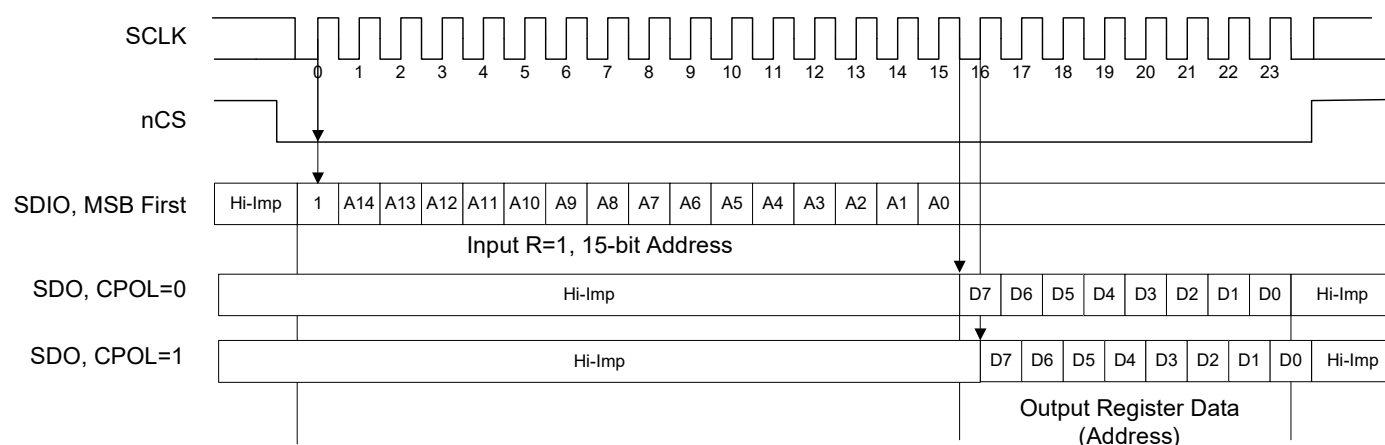 SCLK
0 1 2 3 4 5 6 7 8 9 10 11 12 13 14 15 16 17 18 19 20 21 22 23
nCS
SDIO, MSB First Hi-Imp 1 A14 A13 A12 A11 A10 A9 A8 A7 A6 A5 A4 A3 A2 A1 A0
Input R=1, 15-bit Address
SDO, CPOL=0 Hi-Imp D7 D6 D5 D4 D3 D2 D1 D0 Hi-Imp
SDO, CPOL=1 Hi-Imp D7 D6 D5 D4 D3 D2 D1 D0 Hi-Imp
Output Register Data
(Address)